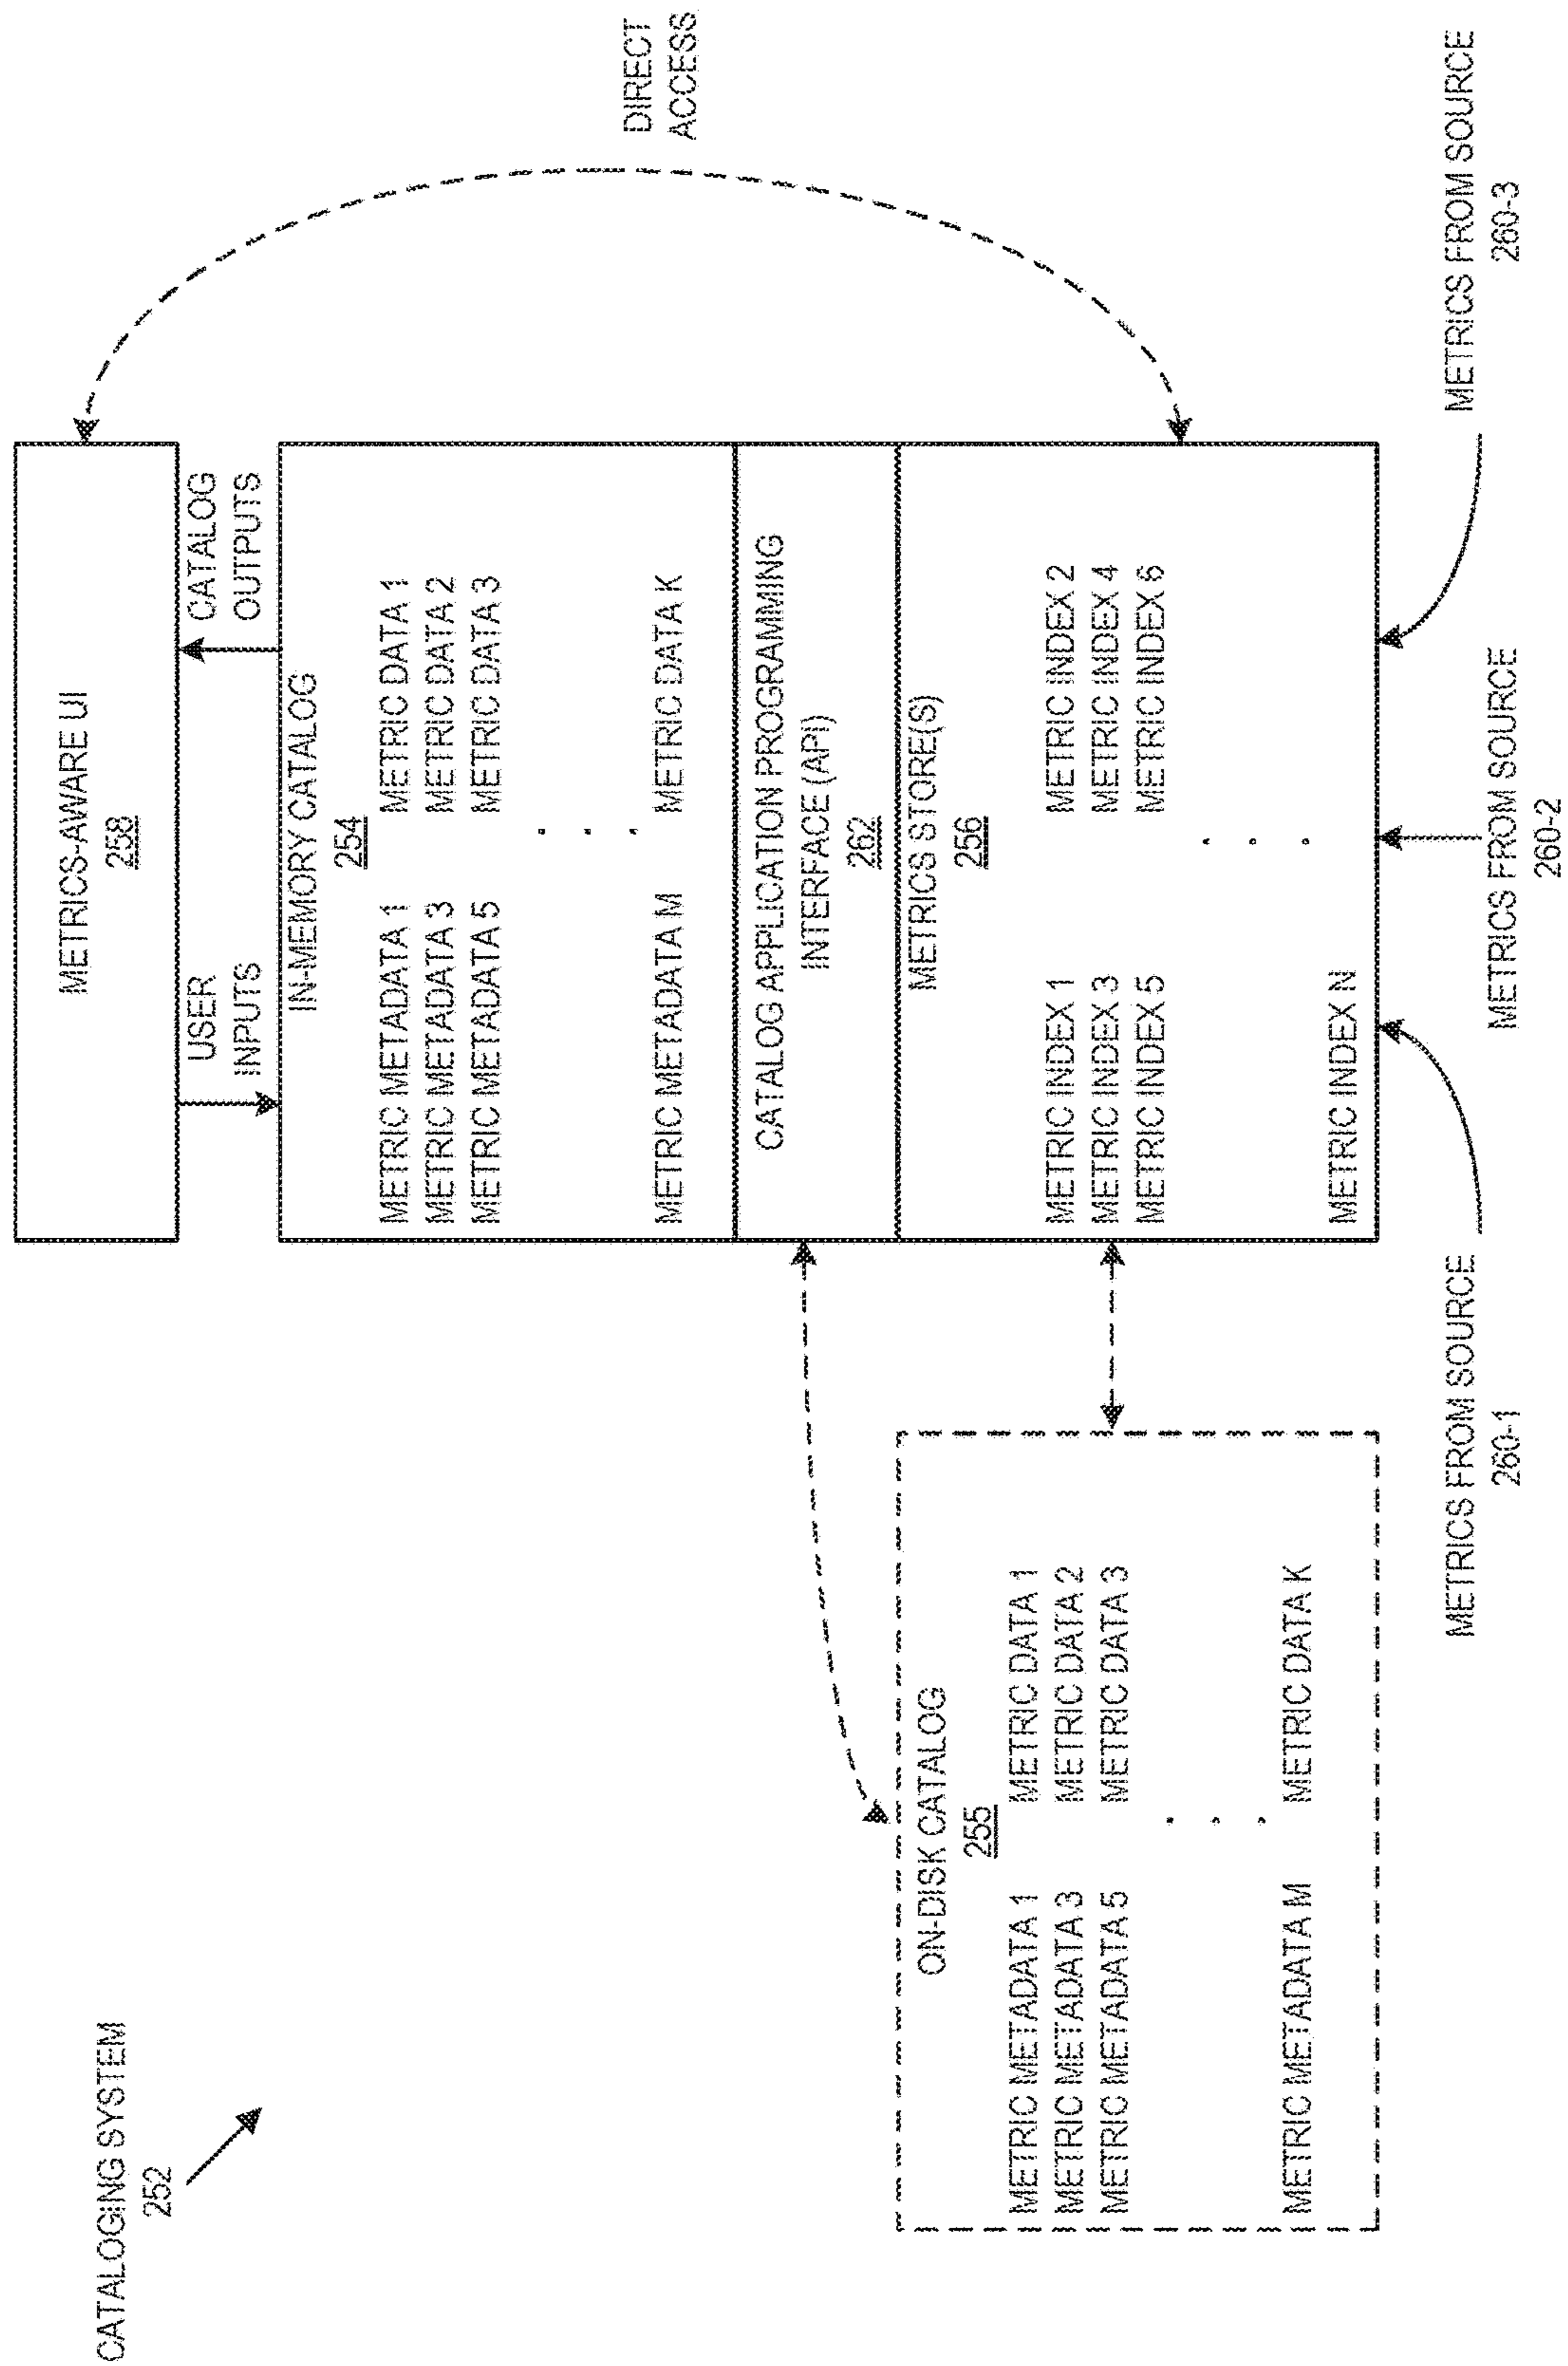 CATALOGING SYSTEM
252
METRICS-AWARE UI
258
USER
INPUTS
CATALOG
OUTPUTS
DIRECT
ACCESS
IN-MEMORY CATALOG
254
METRIC METADATA 1 METRIC DATA 1
METRIC METADATA 3 METRIC DATA 2
METRIC METADATA 5 METRIC DATA 3
. . .
METRIC METADATA M METRIC DATA K
CATALOG APPLICATION PROGRAMMING
INTERFACE (API)
262
METRICS STORE(S)
256
METRIC INDEX 1 METRIC INDEX 2
METRIC INDEX 3 METRIC INDEX 4
METRIC INDEX 5 METRIC INDEX 6
. . .
METRIC INDEX N
ON-DISK CATALOG
255
METRIC METADATA 1 METRIC DATA 1
METRIC METADATA 3 METRIC DATA 2
METRIC METADATA 5 METRIC DATA 3
. . .
METRIC METADATA M METRIC DATA K
METRICS FROM SOURCE
260-1
METRICS FROM SOURCE
260-2
METRICS FROM SOURCE
260-3